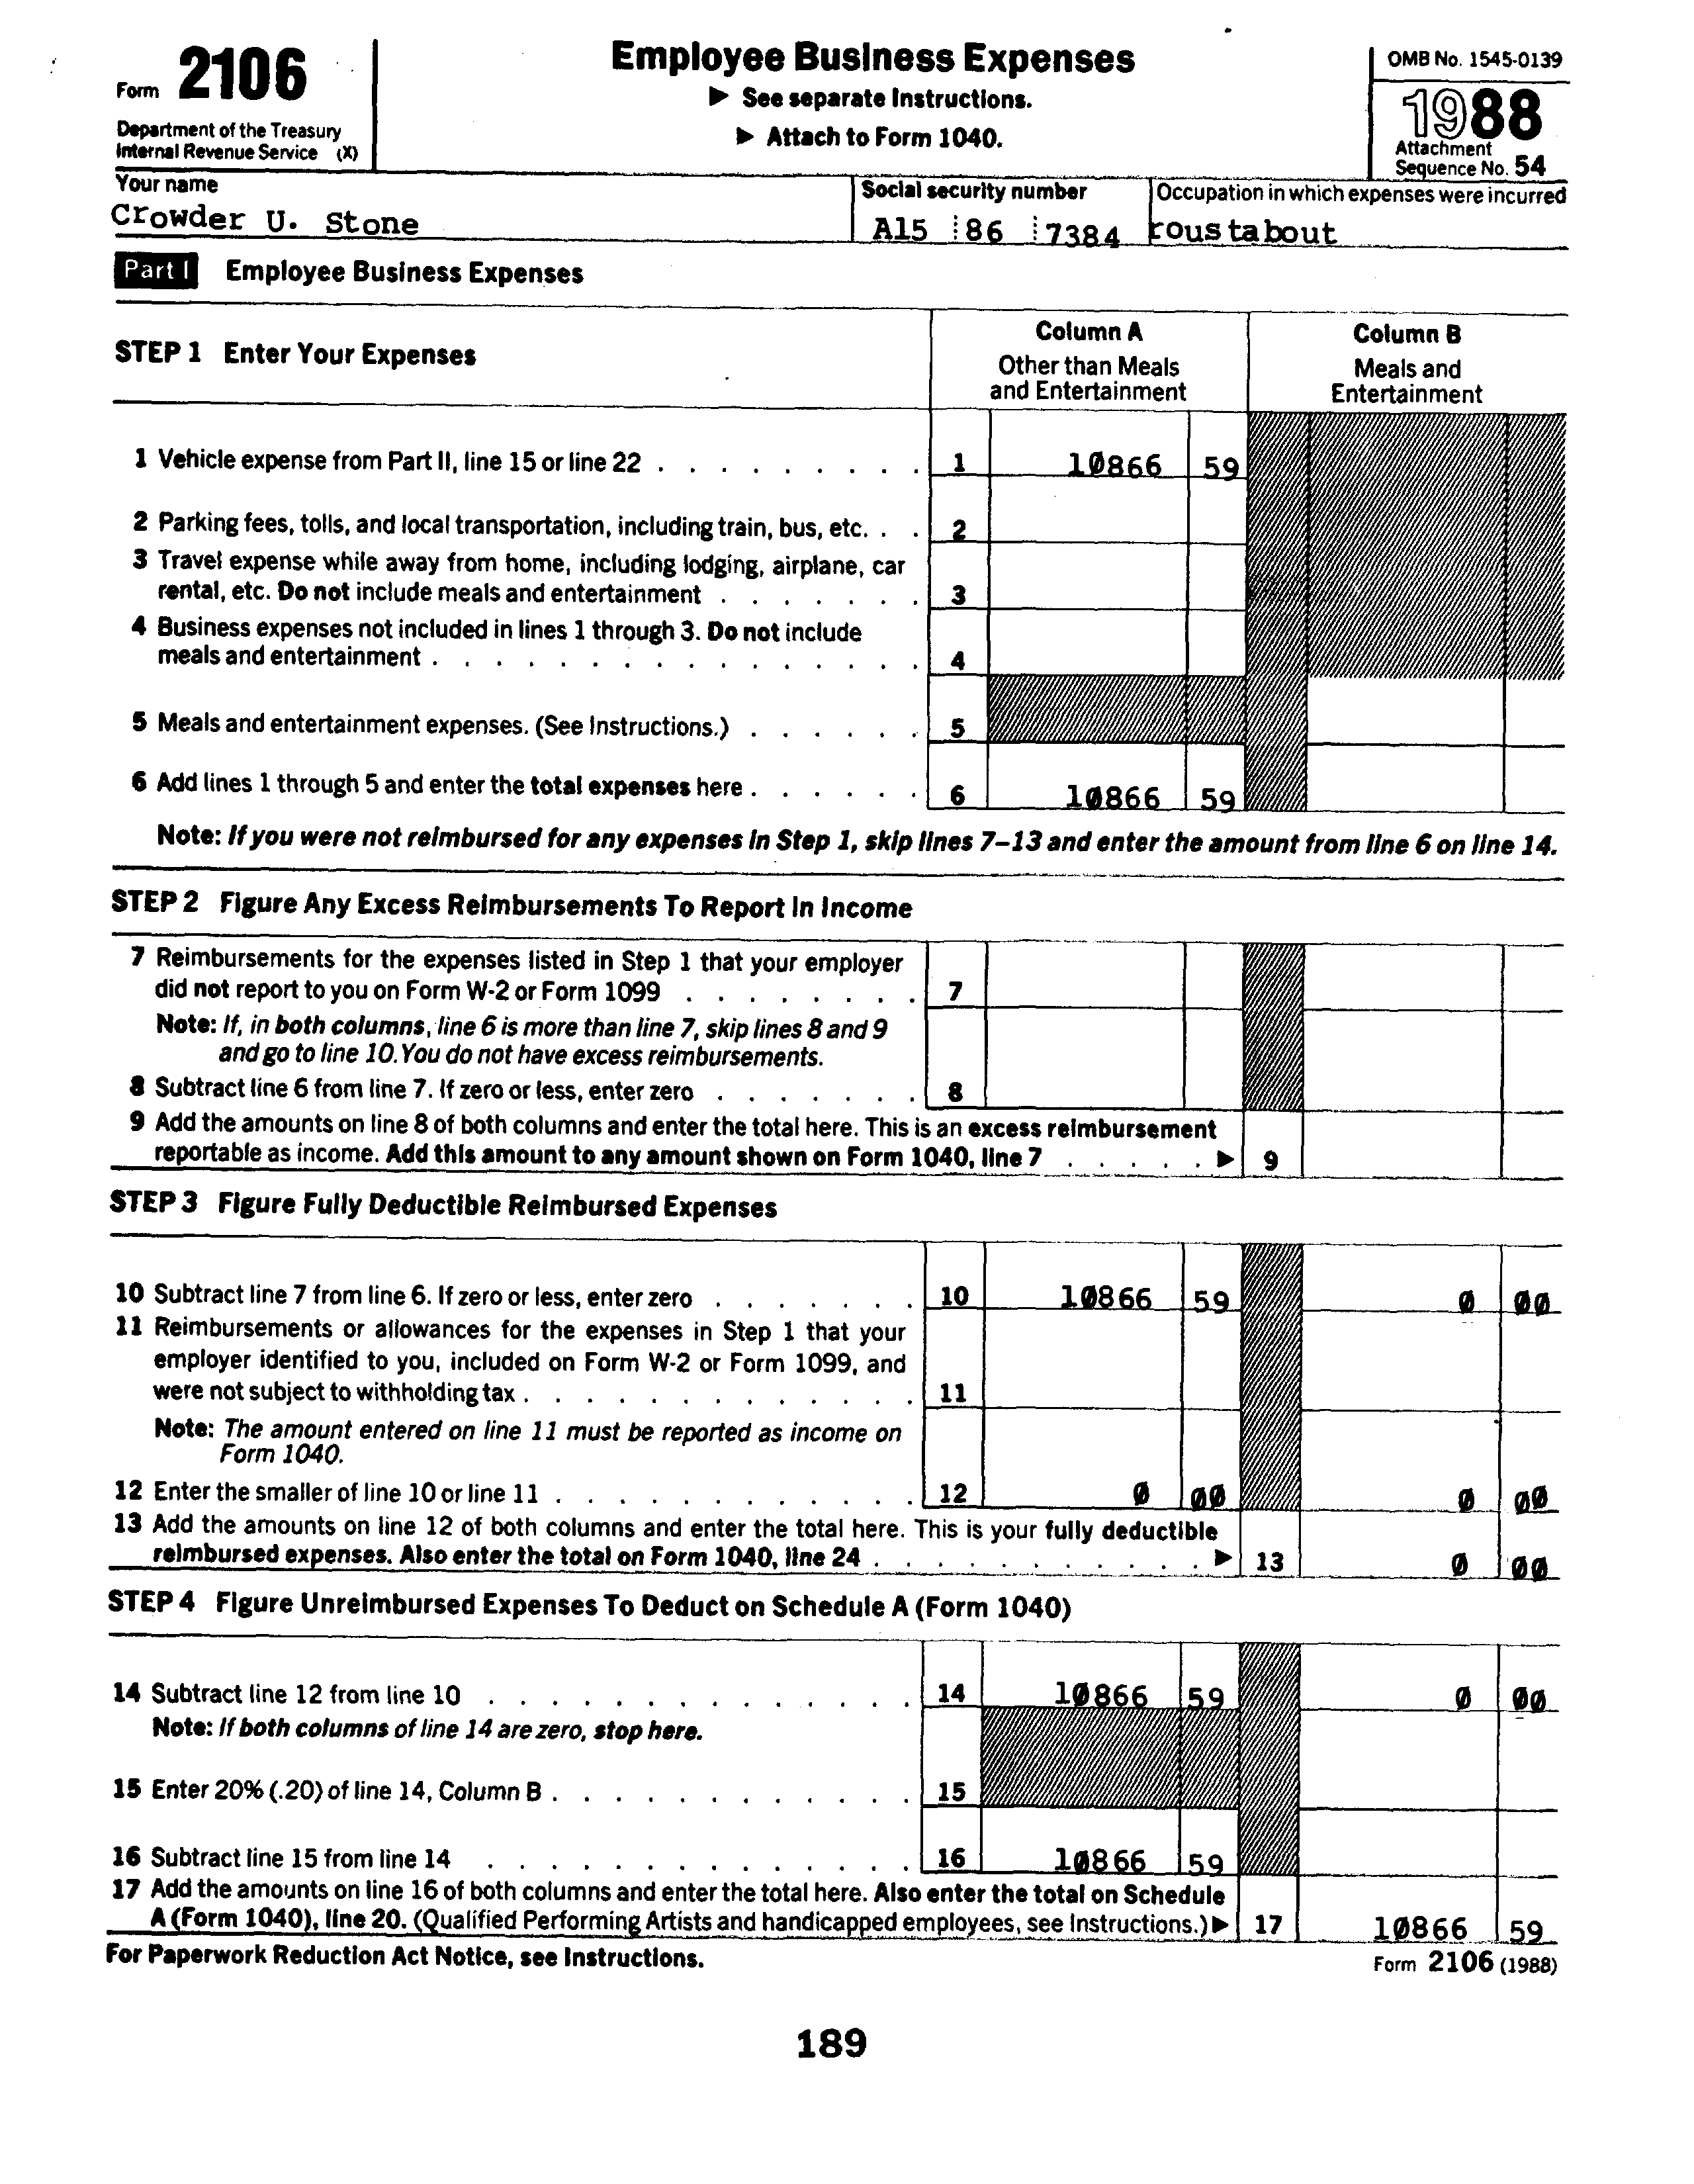 Form 2106
Department of the Treasury
Internal Revenue Service (X)
Employee Business Expenses
▶ See separate Instructions.
▶ Attach to Form 1040.
OMB No. 1545-0139
1988
Attachment
Sequence No. 54
Your name
Crowder U. Stone
Social security number
A15 86 7384
Occupation in which expenses were incurred
roustabout
Part I Employee Business Expenses
STEP 1 Enter Your Expenses
Column A
Other than Meals
and Entertainment
Column B
Meals and
Entertainment
1 Vehicle expense from Part II, line 15 or line 22 . . . . . . . . . 1 10866 59
2 Parking fees, tolls, and local transportation, including train, bus, etc. . . 2
3 Travel expense while away from home, including lodging, airplane, car
rental, etc. Do not include meals and entertainment . . . . . . . 3
4 Business expenses not included in lines 1 through 3. Do not include
meals and entertainment . . . . . . . . . . . . . . . . 4
5 Meals and entertainment expenses. (See Instructions.) . . . . . . 5
6 Add lines 1 through 5 and enter the total expenses here . . . . . . 6 10866 59
Note: If you were not reimbursed for any expenses in Step 1, skip lines 7–13 and enter the amount from line 6 on line 14.
STEP 2 Figure Any Excess Reimbursements To Report In Income
7 Reimbursements for the expenses listed in Step 1 that your employer
did not report to you on Form W-2 or Form 1099 . . . . . . . . 7
Note: If, in both columns, line 6 is more than line 7, skip lines 8 and 9
and go to line 10. You do not have excess reimbursements.
8 Subtract line 6 from line 7. If zero or less, enter zero . . . . . . . 8
9 Add the amounts on line 8 of both columns and enter the total here. This is an excess reimbursement
reportable as income. Add this amount to any amount shown on Form 1040, line 7 . . . . . ▶ 9
STEP 3 Figure Fully Deductible Reimbursed Expenses
10 Subtract line 7 from line 6. If zero or less, enter zero . . . . . . . 10 10866 59 0 00
11 Reimbursements or allowances for the expenses in Step 1 that your
employer identified to you, included on Form W-2 or Form 1099, and
were not subject to withholding tax . . . . . . . . . . . . . 11
Note: The amount entered on line 11 must be reported as income on
Form 1040.
12 Enter the smaller of line 10 or line 11 . . . . . . . . . . . . 12 0 00 0 00
13 Add the amounts on line 12 of both columns and enter the total here. This is your fully deductible
reimbursed expenses. Also enter the total on Form 1040, line 24 . . . . . . . . . . . ▶ 13 0 00
STEP 4 Figure Unreimbursed Expenses To Deduct on Schedule A (Form 1040)
14 Subtract line 12 from line 10 . . . . . . . . . . . . . . 14 10866 59 0 00
Note: If both columns of line 14 are zero, stop here.
15 Enter 20% (.20) of line 14, Column B . . . . . . . . . . . . 15
16 Subtract line 15 from line 14 . . . . . . . . . . . . . . 16 10866 59
17 Add the amounts on line 16 of both columns and enter the total here. Also enter the total on Schedule
A (Form 1040), line 20. (Qualified Performing Artists and handicapped employees, see Instructions.) ▶ 17 10866 59
For Paperwork Reduction Act Notice, see Instructions.
Form 2106 (1988)
189